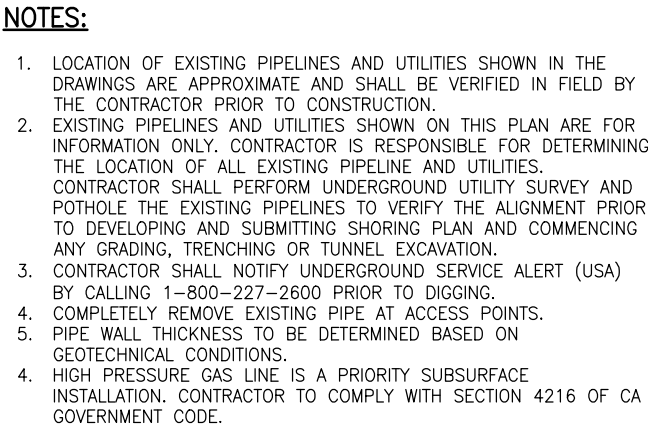 NOTES:
1. LOCATION OF EXISTING PIPELINES AND UTILITIES SHOWN IN THE
DRAWINGS ARE APPROXIMATE AND SHALL BE VERIFIED IN FIELD BY
THE CONTRACTOR PRIOR TO CONSTRUCTION.
2. EXISTING PIPELINES AND UTILITIES SHOWN ON THIS PLAN ARE FOR
INFORMATION ONLY. CONTRACTOR IS RESPONSIBLE FOR DETERMINING
THE LOCATION OF ALL EXISTING PIPELINE AND UTILITIES.
CONTRACTOR SHALL PERFORM UNDERGROUND UTILITY SURVEY AND
POTHOLE THE EXISTING PIPELINES TO VERIFY THE ALIGNMENT PRIOR
TO DEVELOPING AND SUBMITTING SHORING PLAN AND COMMENCING
ANY GRADING, TRENCHING OR TUNNEL EXCAVATION.
3. CONTRACTOR SHALL NOTIFY UNDERGROUND SERVICE ALERT (USA)
BY CALLING 1-800-227-2600 PRIOR TO DIGGING.
4. COMPLETELY REMOVE EXISTING PIPE AT ACCESS POINTS.
5. PIPE WALL THICKNESS TO BE DETERMINED BASED ON
GEOTECHNICAL CONDITIONS.
4. HIGH PRESSURE GAS LINE IS A PRIORITY SUBSURFACE
INSTALLATION. CONTRACTOR TO COMPLY WITH SECTION 4216 OF CA
GOVERNMENT CODE.